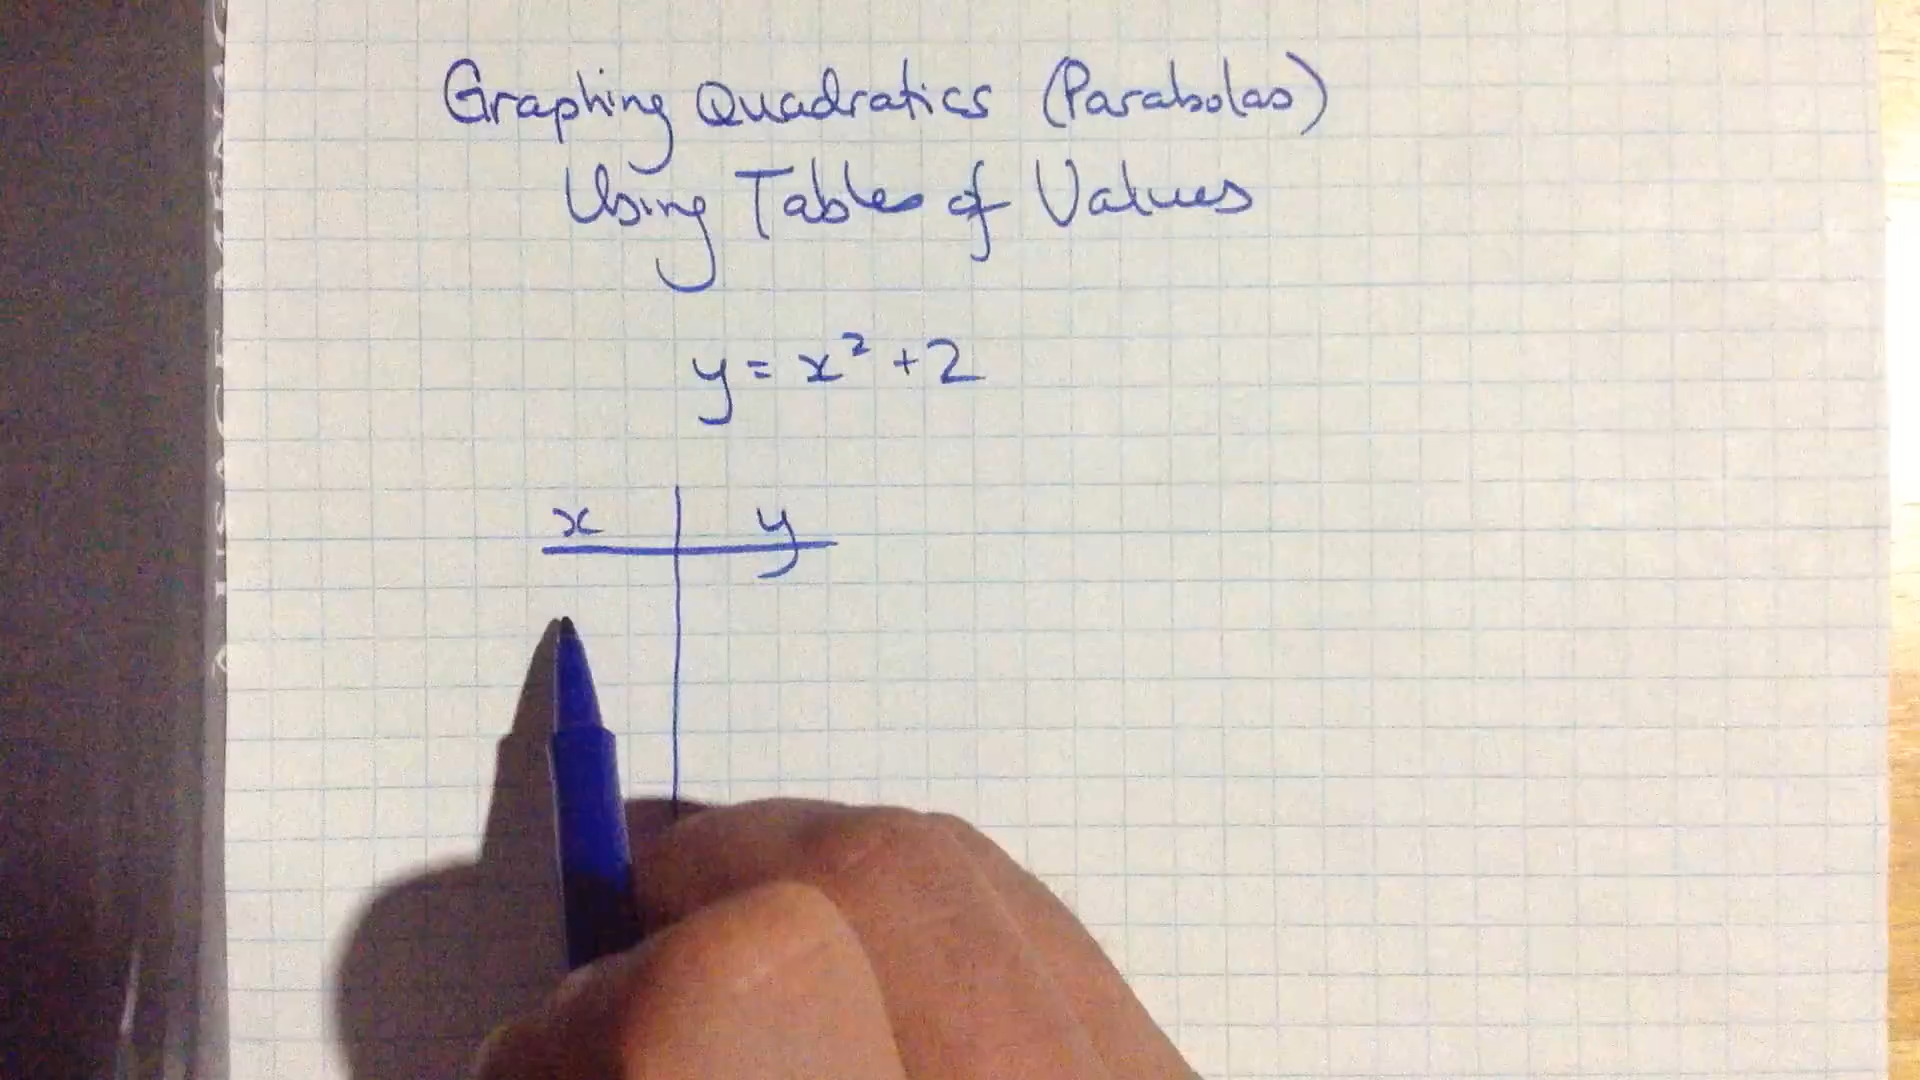 Graphing Quadratics (Parabolas)
Using Tables of Values
y = x² + 2
x y